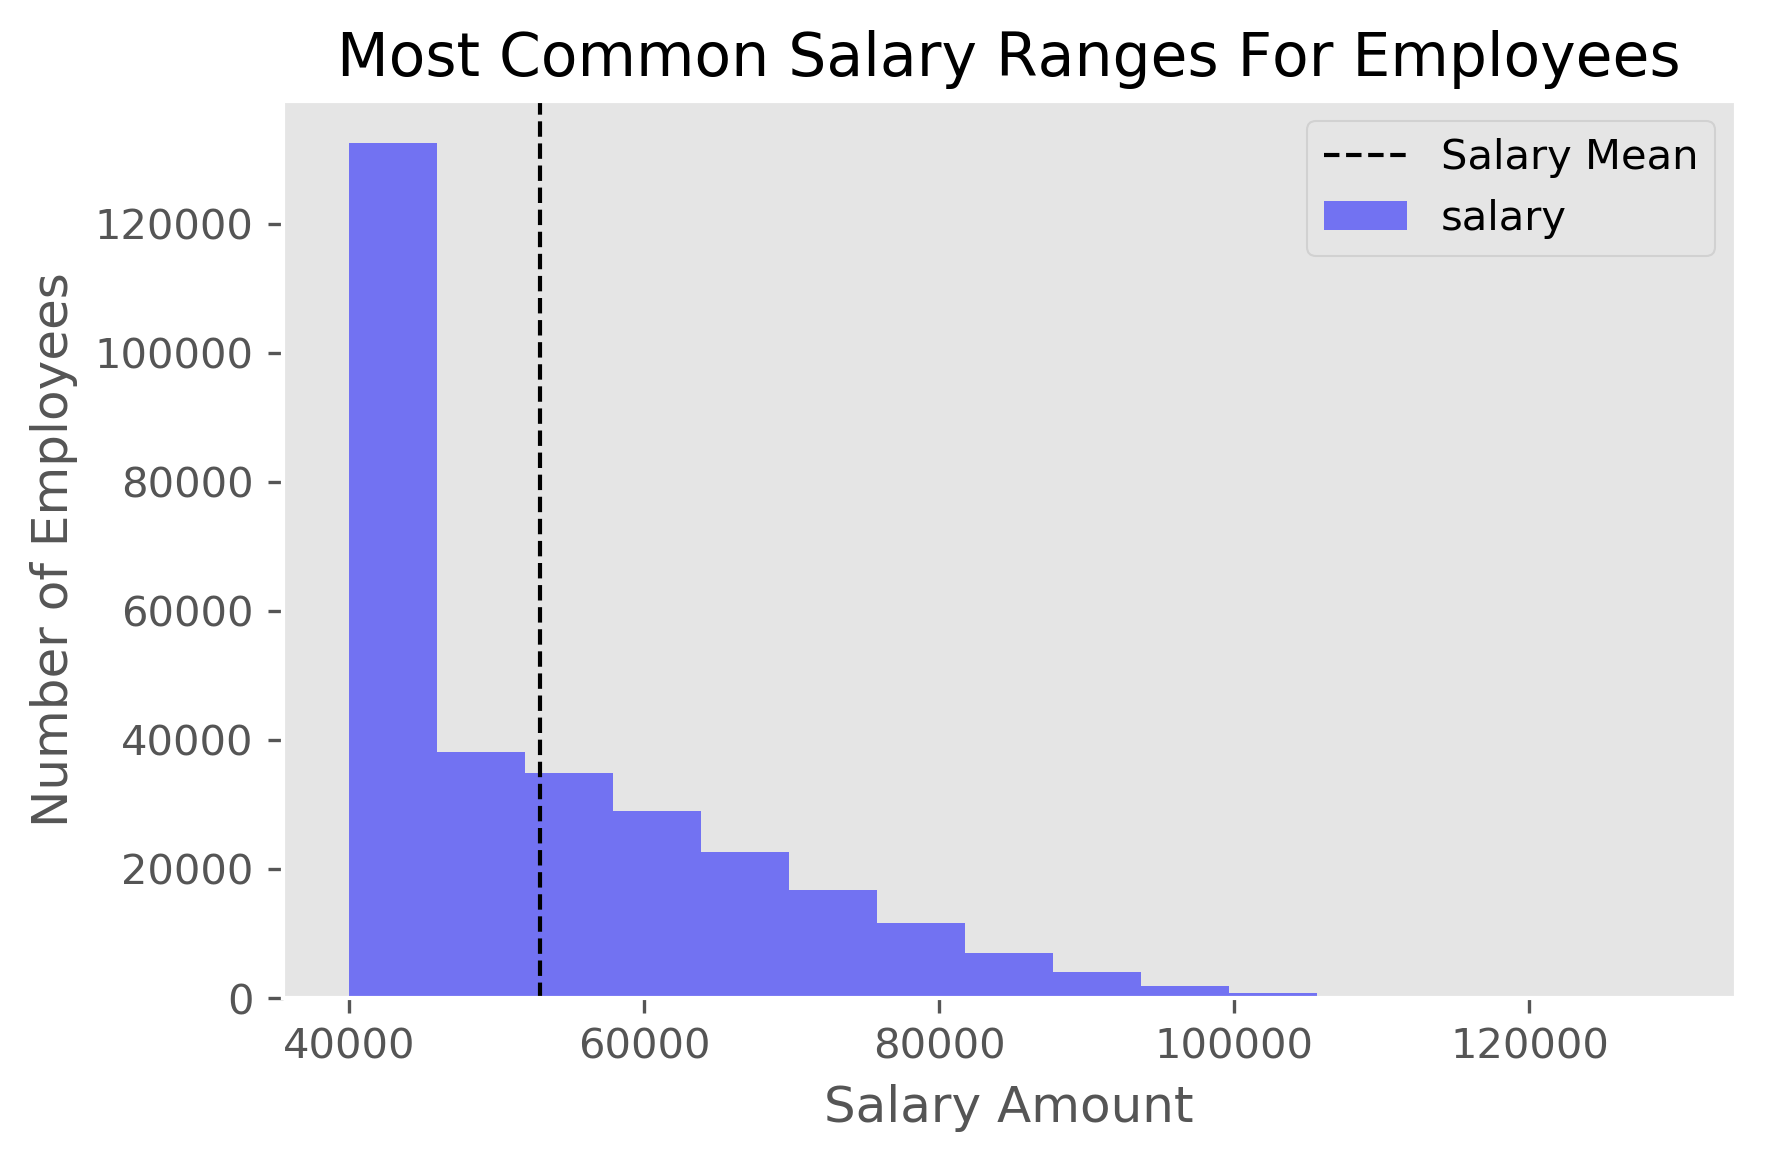 Most Common Salary Ranges For Employees
Salary Mean
salary
Number of Employees
120000
100000
80000
60000
40000
20000
0
40000 60000 80000 100000 120000
Salary Amount